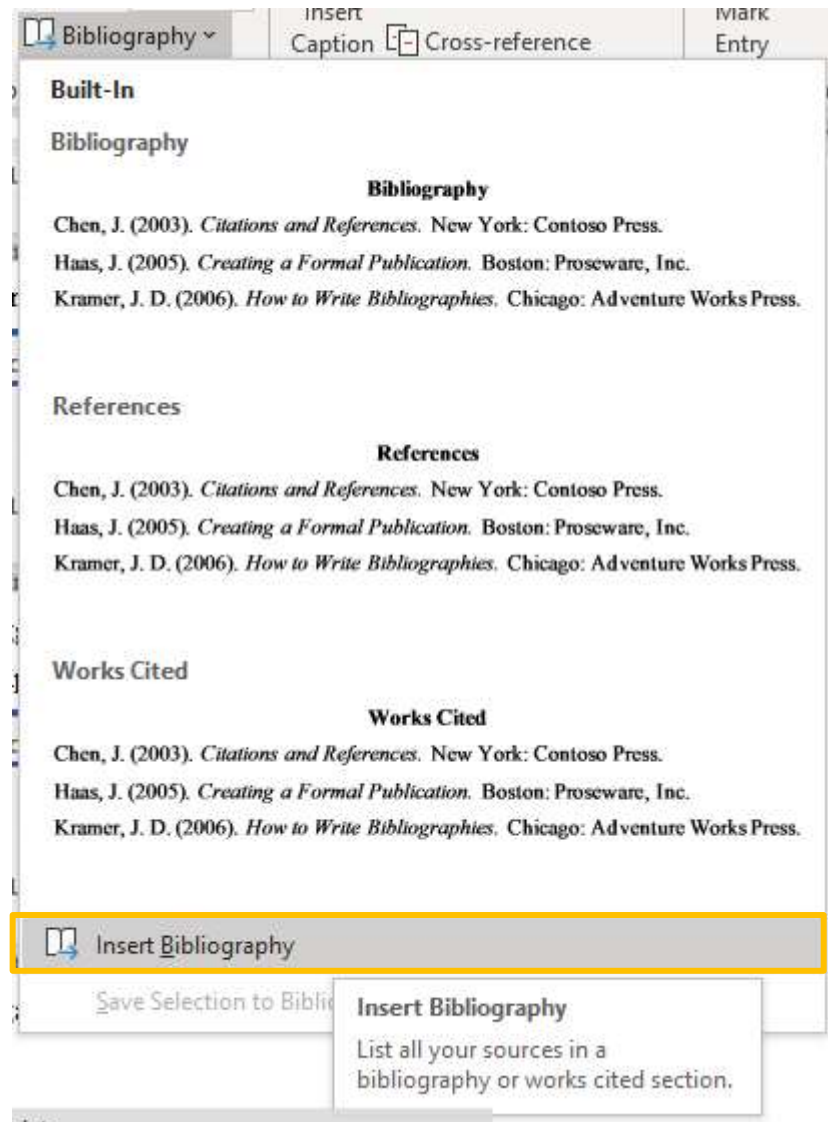 Bibliography
Insert
Caption
Cross-reference
Mark
Entry
Built-In
Bibliography
Bibliography
Chen, J. (2003). Citations and References. New York: Contoso Press.
Haas, J. (2005). Creating a Formal Publication. Boston: Proseware, Inc.
Kramer, J. D. (2006). How to Write Bibliographies. Chicago: Adventure Works Press.
References
References
Chen, J. (2003). Citations and References. New York: Contoso Press.
Haas, J. (2005). Creating a Formal Publication. Boston: Proseware, Inc.
Kramer, J. D. (2006). How to Write Bibliographies. Chicago: Adventure Works Press.
Works Cited
Works Cited
Chen, J. (2003). Citations and References. New York: Contoso Press.
Haas, J. (2005). Creating a Formal Publication. Boston: Proseware, Inc.
Kramer, J. D. (2006). How to Write Bibliographies. Chicago: Adventure Works Press.
Insert Bibliography
Save Selection to
Insert Bibliography
List all your sources in a
bibliography or works cited section.